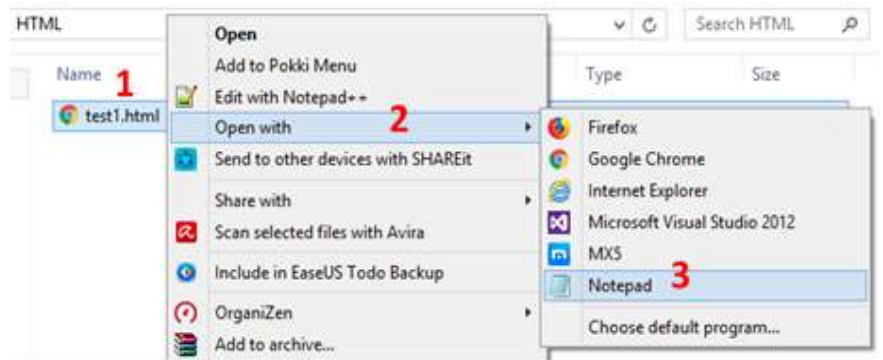 HTML
Search HTML
Name
Type
Size
1
test1.html
Open
Add to Pokki Menu
Edit with Notepad++
Open with
2
Send to other devices with SHAREit
Share with
Scan selected files with Avira
Include in EaseUS Todo Backup
OrganiZen
Add to archive...
Firefox
Google Chrome
Internet Explorer
Microsoft Visual Studio 2012
MX5
Notepad
3
Choose default program...